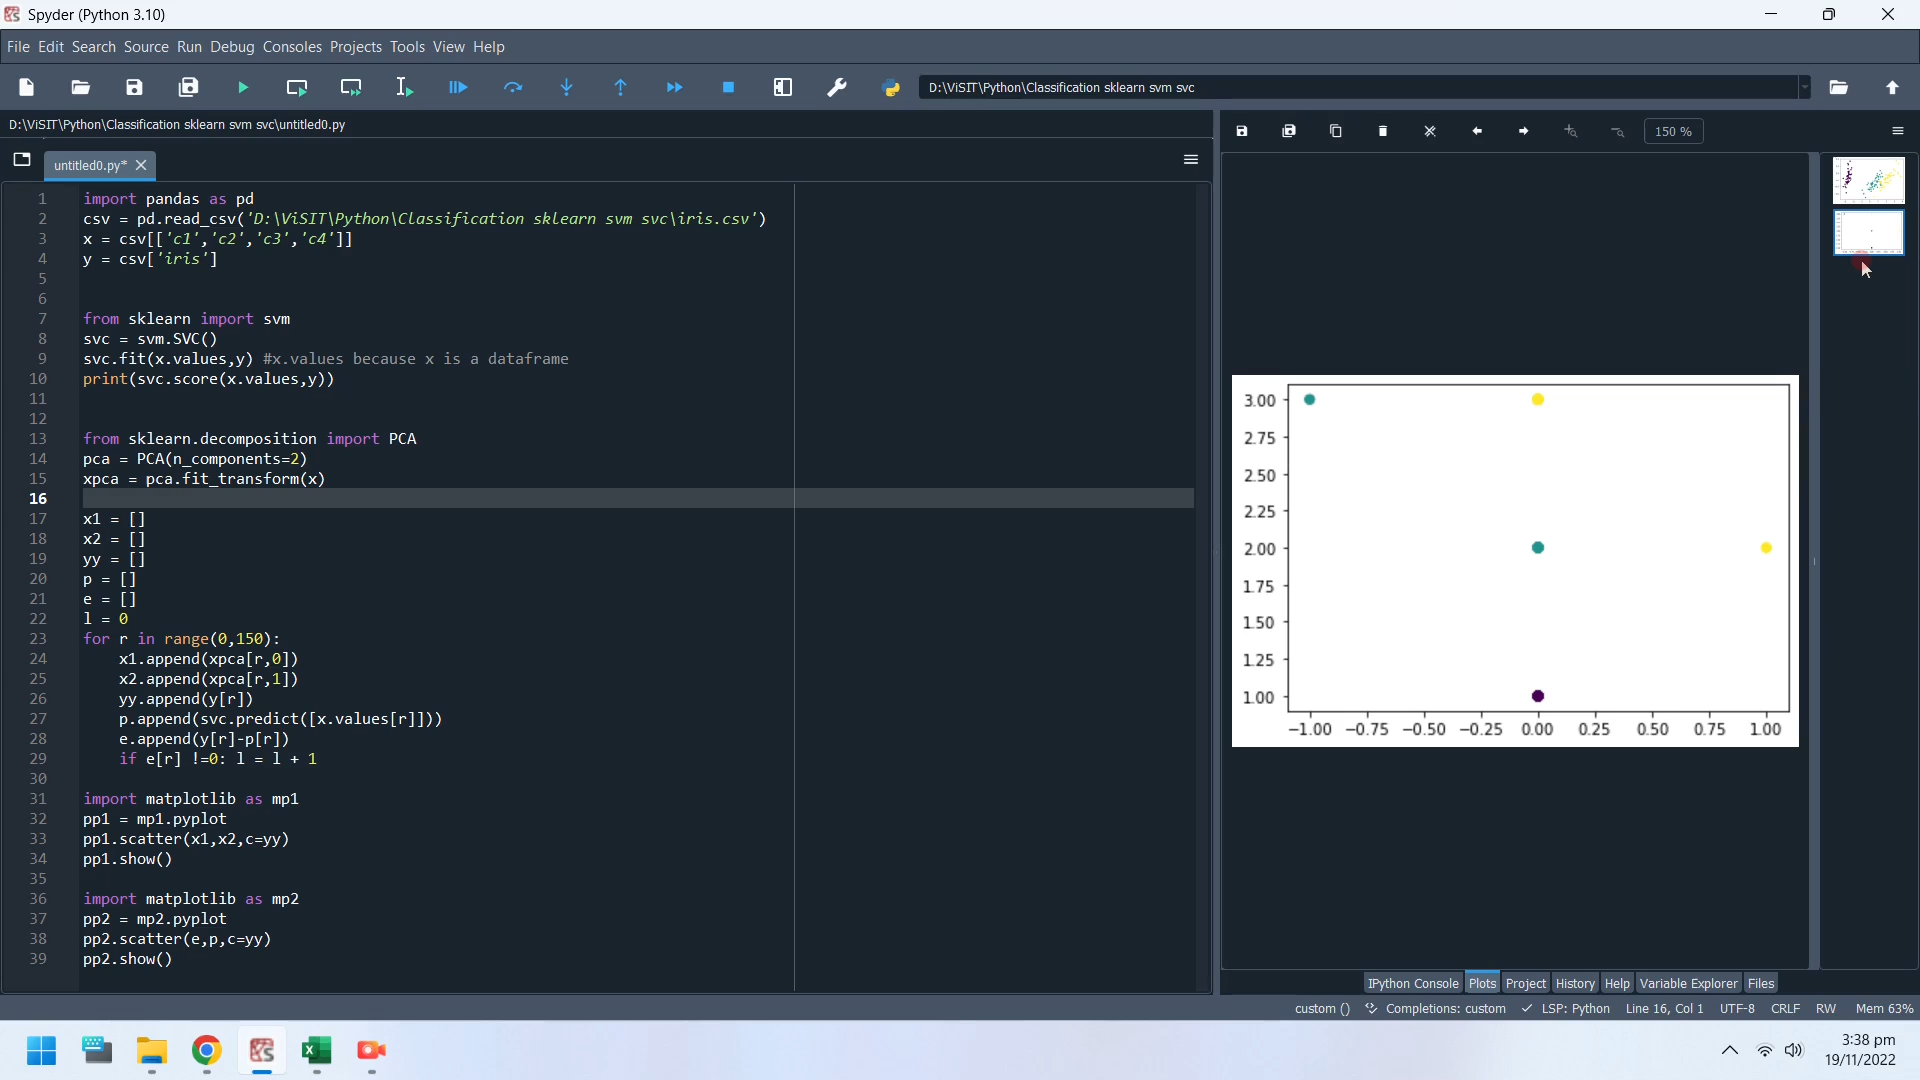 Spyder (Python 3.10)
File Edit Search Source Run Debug Consoles Projects Tools View Help
D:\ViSIT\Python\Classification sklearn svm svc
D:\ViSIT\Python\Classification sklearn svm svc\untitled0.py
150 %
untitled0.py*
1 import pandas as pd
2 csv = pd.read_csv('D:\ViSIT\Python\Classification sklearn svm svc\iris.csv')
3 x = csv[['c1','c2','c3','c4']]
4 y = csv['iris']
5
6
7 from sklearn import svm
8 svc = svm.SVC()
9 svc.fit(x.values,y) #x.values because x is a dataframe
10 print(svc.score(x.values,y))
11
12
13 from sklearn.decomposition import PCA
14 pca = PCA(n_components=2)
15 xpca = pca.fit_transform(x)
16
17 x1 = []
18 x2 = []
19 yy = []
20 p = []
21 e = []
22 l = 0
23 for r in range(0,150):
24 x1.append(xpca[r,0])
25 x2.append(xpca[r,1])
26 yy.append(y[r])
27 p.append(svc.predict([x.values[r]]))
28 e.append(y[r]-p[r])
29 if e[r] !=0: l = l + 1
30
31 import matplotlib as mp1
32 pp1 = mp1.pyplot
33 pp1.scatter(x1,x2,c=yy)
34 pp1.show()
35
36 import matplotlib as mp2
37 pp2 = mp2.pyplot
38 pp2.scatter(e,p,c=yy)
39 pp2.show()
3.00
2.75
2.50
2.25
2.00
1.75
1.50
1.25
1.00
−1.00 −0.75 −0.50 −0.25 0.00 0.25 0.50 0.75 1.00
IPython Console Plots Project History Help Variable Explorer Files
custom () Completions: custom LSP: Python Line 16, Col 1 UTF-8 CRLF RW Mem 63%
3:38 pm
19/11/2022